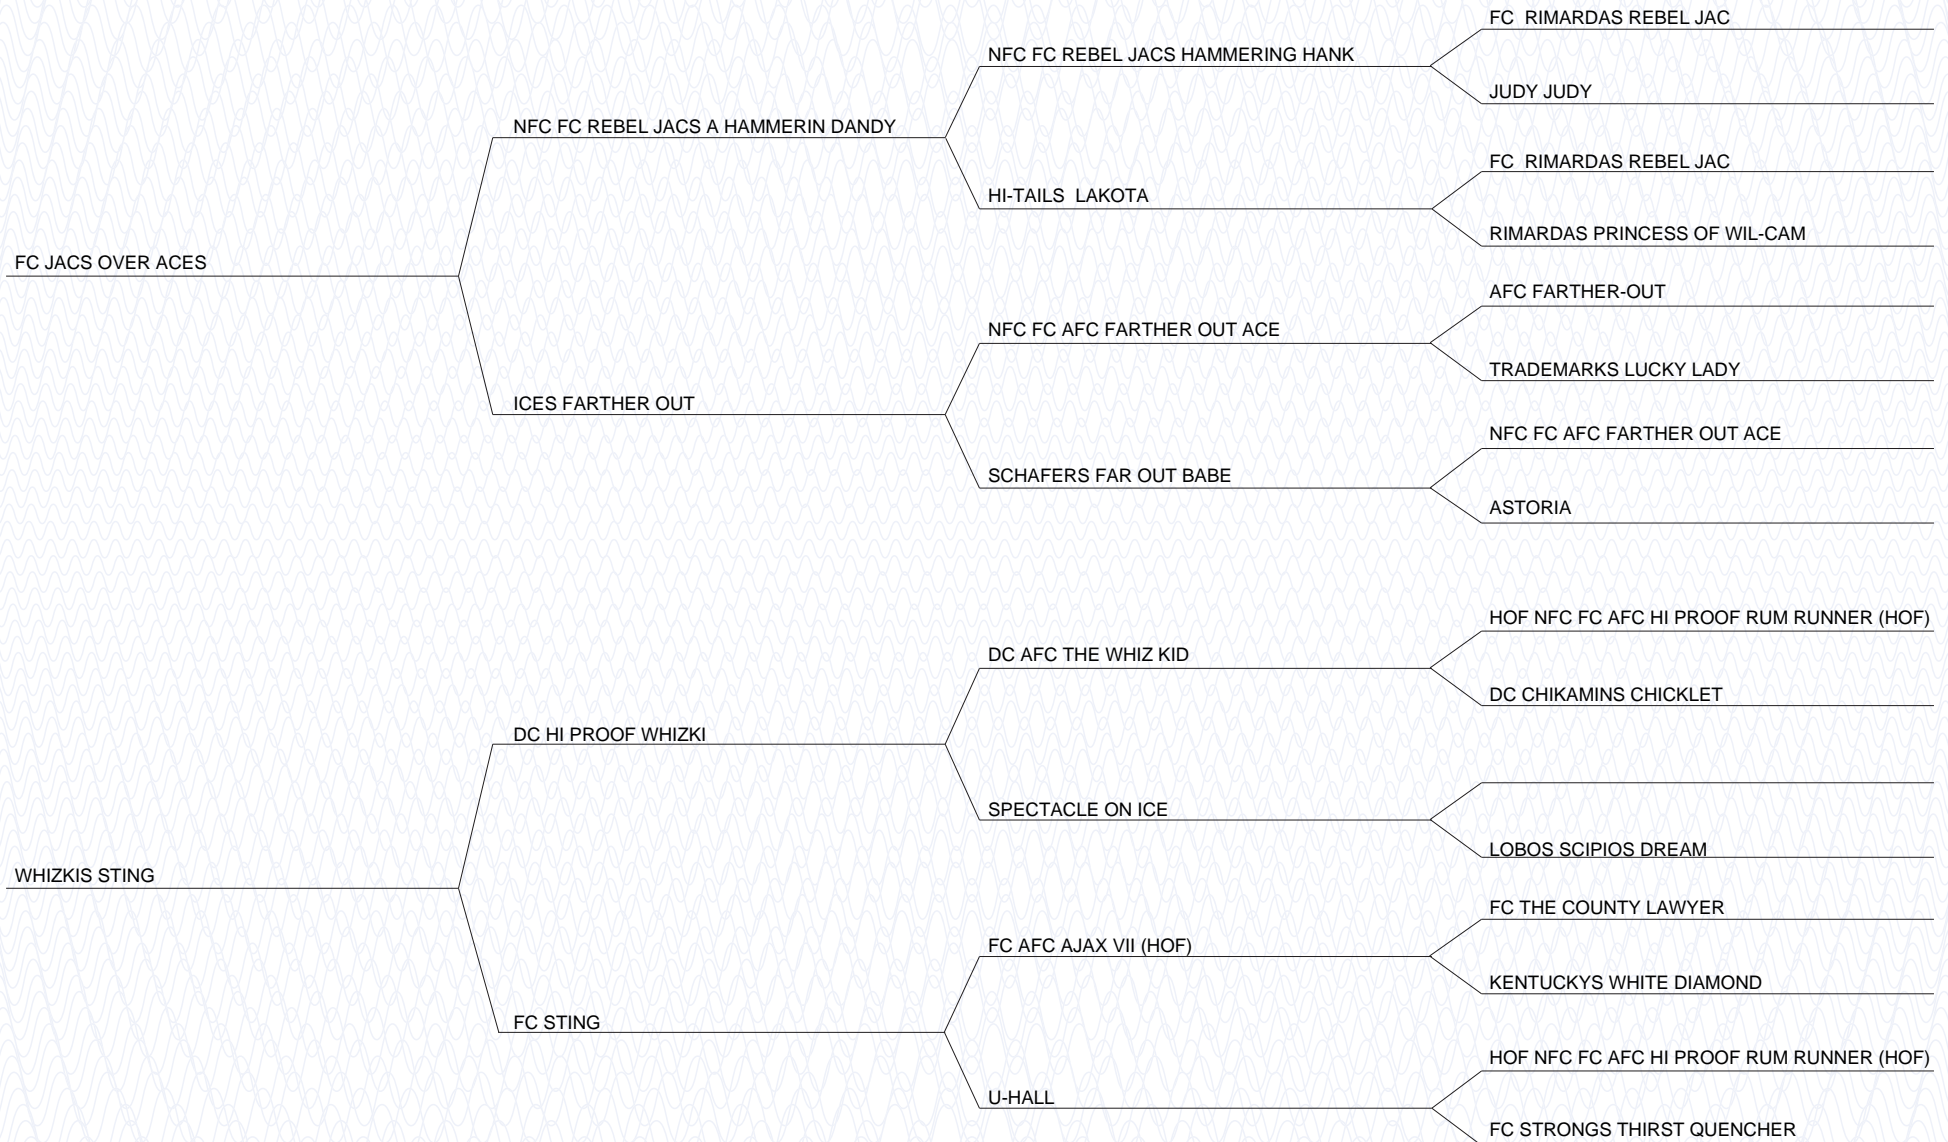 FC  RIMARDAS REBEL JAC
NFC FC REBEL JACS HAMMERING HANK
JUDY JUDY
NFC FC REBEL JACS A HAMMERIN DANDY
FC  RIMARDAS REBEL JAC
HI-TAILS  LAKOTA
RIMARDAS PRINCESS OF WIL-CAM
FC JACS OVER ACES
AFC FARTHER-OUT
NFC FC AFC FARTHER OUT ACE
TRADEMARKS LUCKY LADY
ICES FARTHER OUT
NFC FC AFC FARTHER OUT ACE
SCHAFERS FAR OUT BABE
ASTORIA
HOF NFC FC AFC HI PROOF RUM RUNNER (HOF)
DC AFC THE WHIZ KID
DC CHIKAMINS CHICKLET
DC HI PROOF WHIZKI
SPECTACLE ON ICE
LOBOS SCIPIOS DREAM
WHIZKIS STING
FC THE COUNTY LAWYER
FC AFC AJAX VII (HOF)
KENTUCKYS WHITE DIAMOND
FC STING
HOF NFC FC AFC HI PROOF RUM RUNNER (HOF)
U-HALL
FC STRONGS THIRST QUENCHER